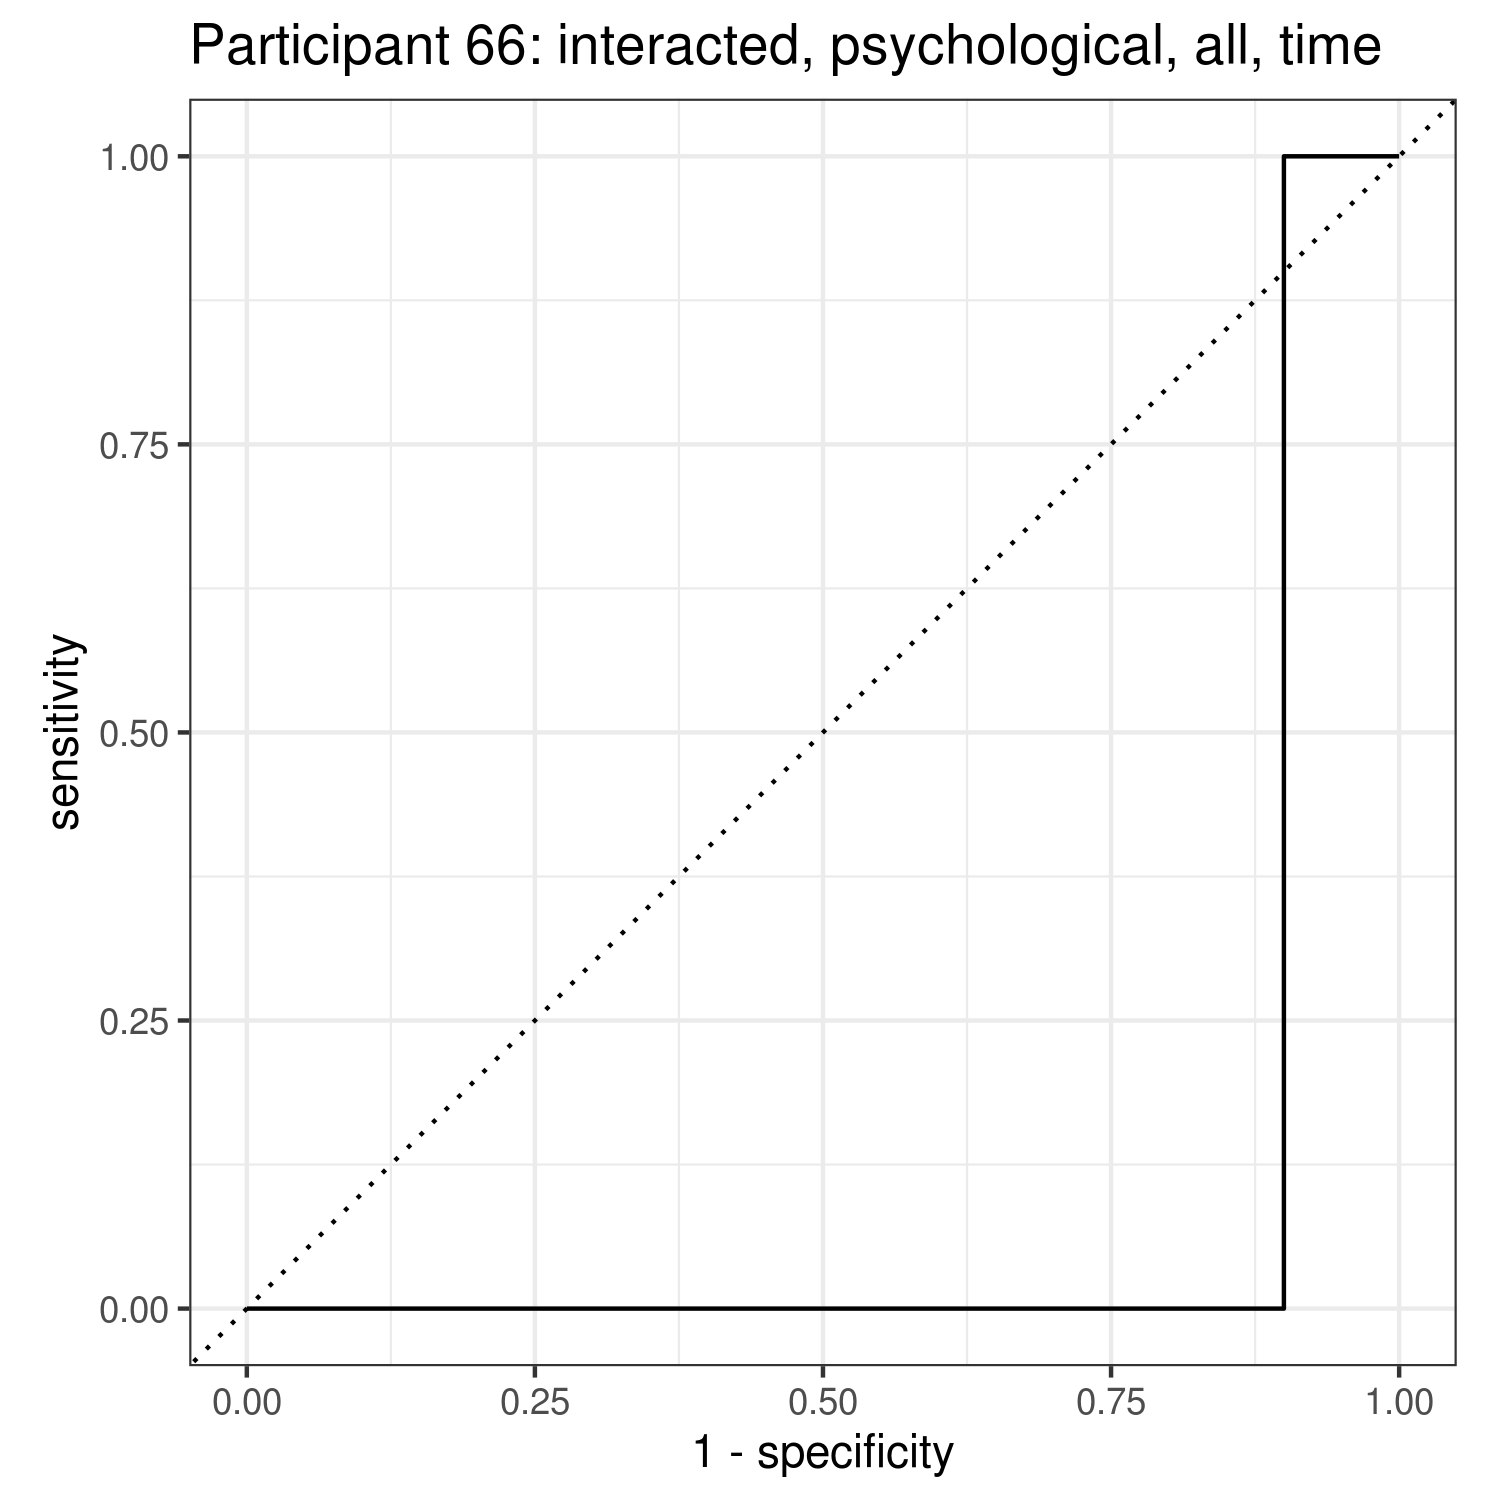 Participant 66: interacted, psychological, all, time
1.00
0.75
0.50
0.25
0.00
sensitivity
0.00 0.25 0.50 0.75 1.00
1 - specificity